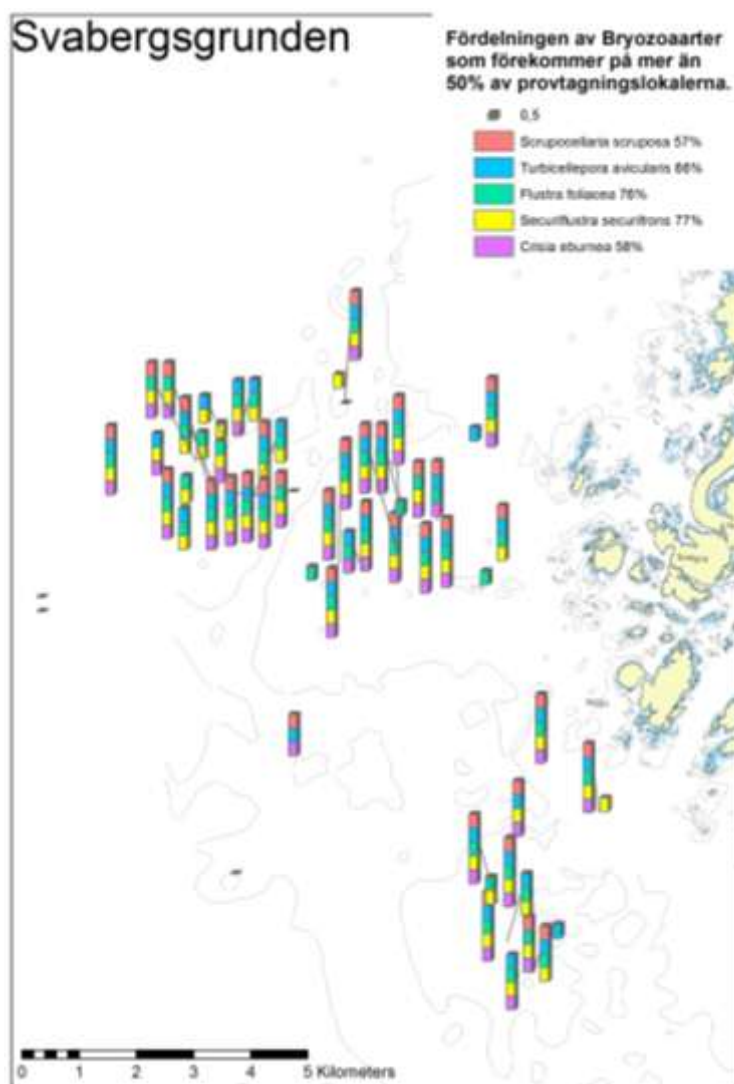 Svabergsgrunden
Fördelningen av Bryozoaarter
som förekommer på mer än
50% av provtagningslokalerna.
0,5
Scrupocellaria scruposa 57%
Turbicellepora avicularis 66%
Flustra foliacea 76%
Securiflustra securifrons 77%
Crisia eburnea 58%
0 1 2 3 4 5 Kilometers